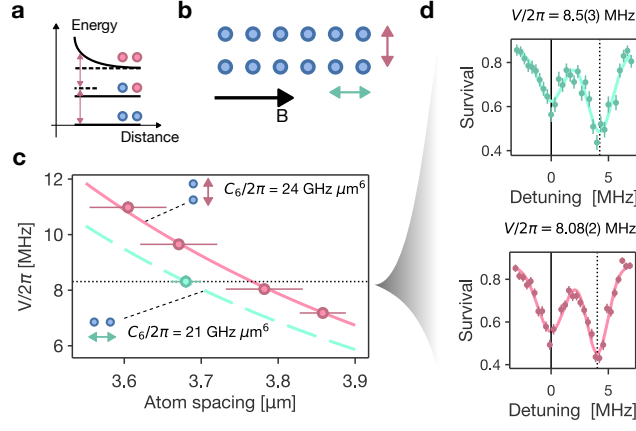 a
Energy
Distance
b
B
c
C₆/2π = 24 GHz μm⁶
C₆/2π = 21 GHz μm⁶
V/2π [MHz]
12
10
8
6
3.6
3.7
3.8
3.9
Atom spacing [μm]
d
V/2π = 8.5(3) MHz
Survival
0.8
0.6
0.4
0
5
Detuning [MHz]
V/2π = 8.08(2) MHz
Survival
0.8
0.6
0.4
0
5
Detuning [MHz]